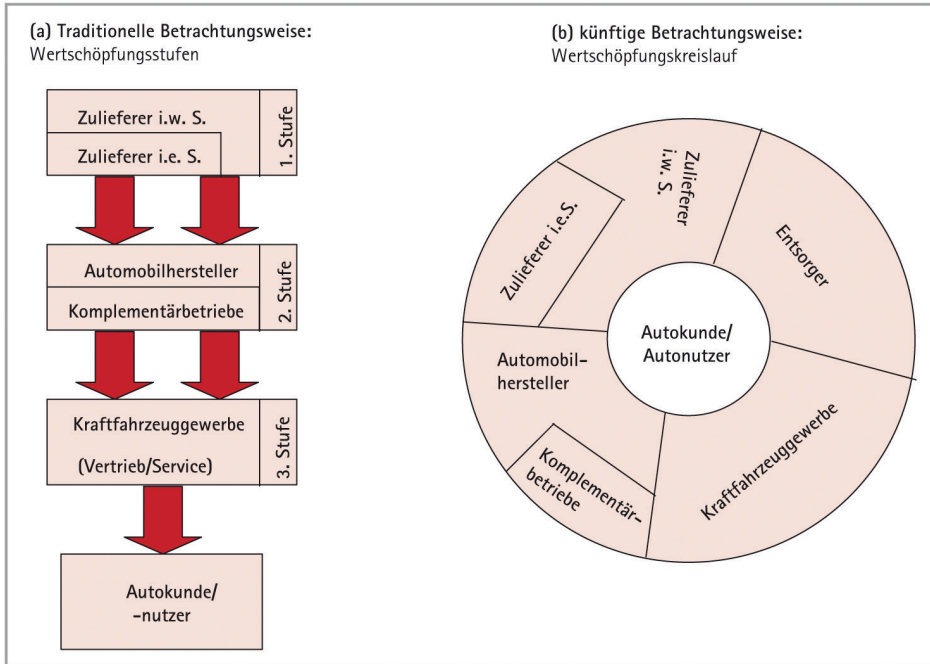 (a) Traditionelle Betrachtungsweise:
Wertschöpfungsstufen
Zulieferer i.w. S.
Zulieferer i.e. S.
1. Stufe
Automobilhersteller
Komplementärbetriebe
2. Stufe
Kraftfahrzeuggewerbe
(Vertrieb/Service)
3. Stufe
Autokunde/
-nutzer
(b) künftige Betrachtungsweise:
Wertschöpfungskreislauf
Zulieferer
i.w. S.
Zulieferer i.e.S.
Entsorger
Autokunde/
Autonutzer
Automobil-
hersteller
Komplementär-
betriebe
Kraftfahrzeuggewerbe